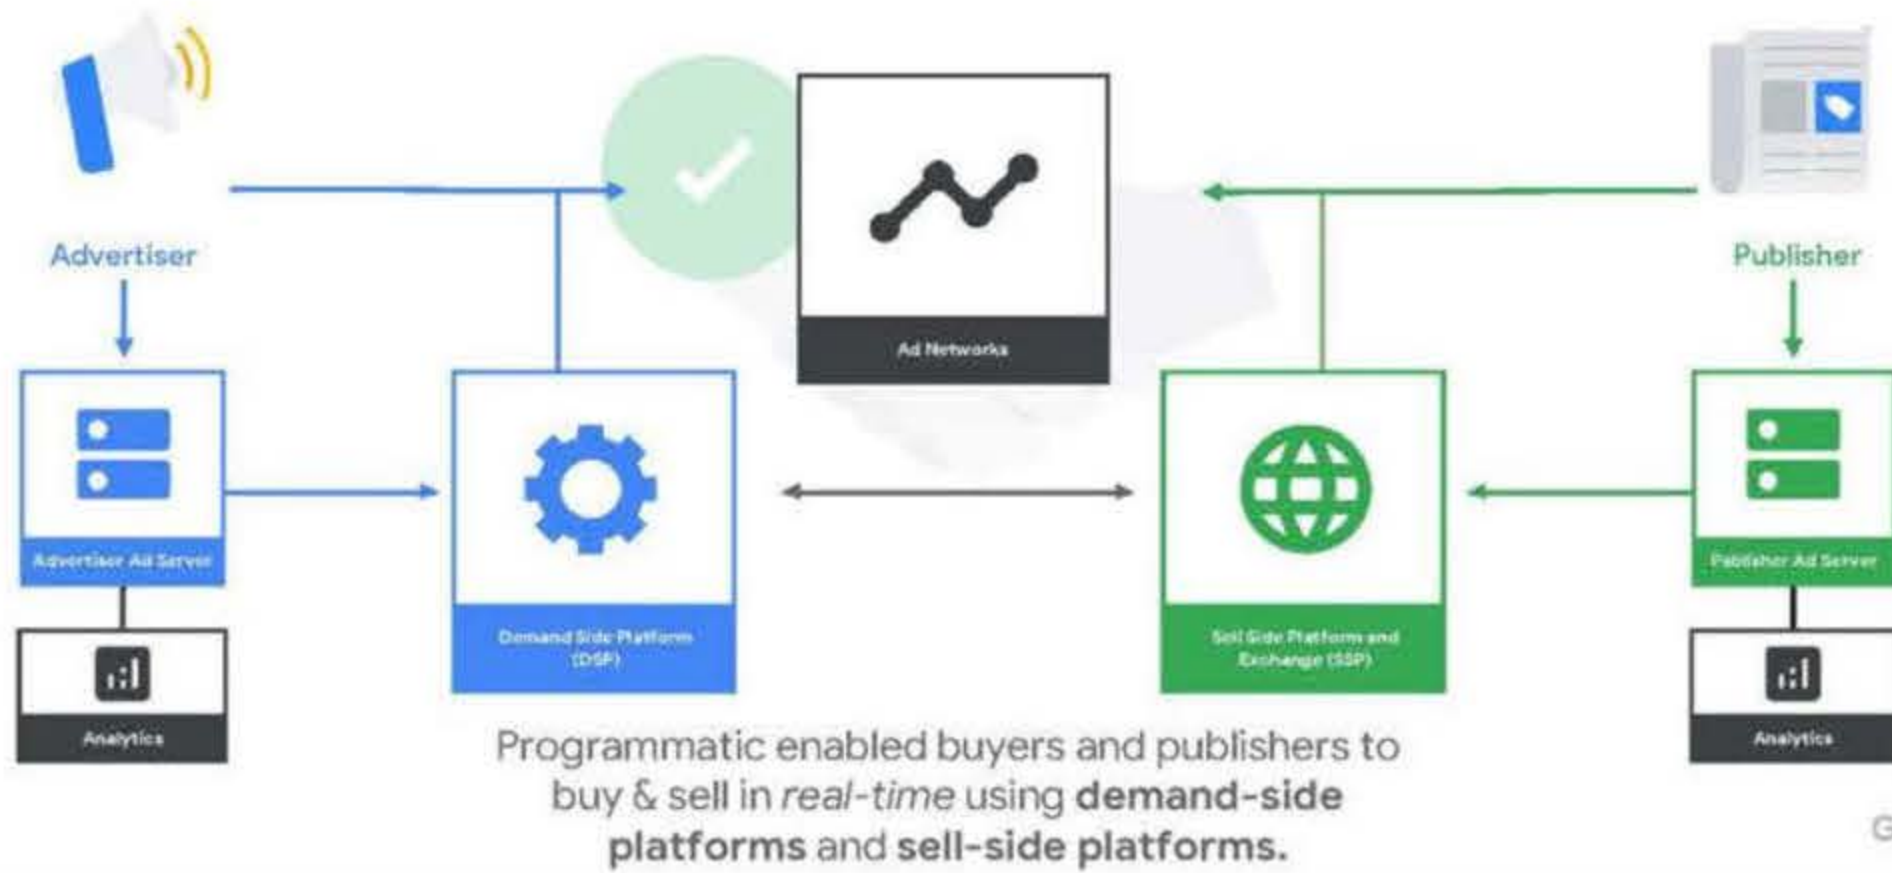 Ad Networks
Advertiser
Publisher
Advertiser Ad Server
Demand Side Platform
(DSP)
Sell Side Platform and
Exchange (SSP)
Publisher Ad Server
Analytics
Analytics
Programmatic enabled buyers and publishers to
buy & sell in real-time using demand-side
platforms and sell-side platforms.
G